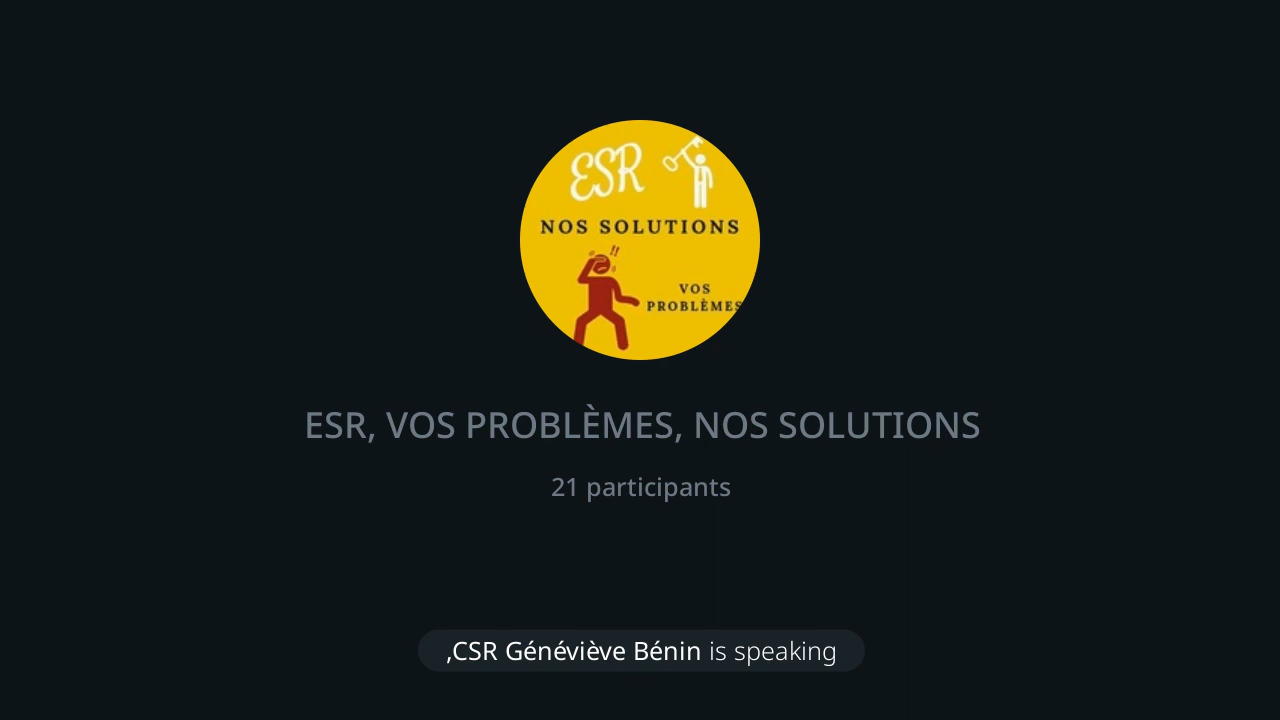 ESR
NOS SOLUTIONS
!!
VOS
PROBLÈMES
ESR, VOS PROBLÈMES, NOS SOLUTIONS
21 participants
,CSR Généviève Bénin is speaking